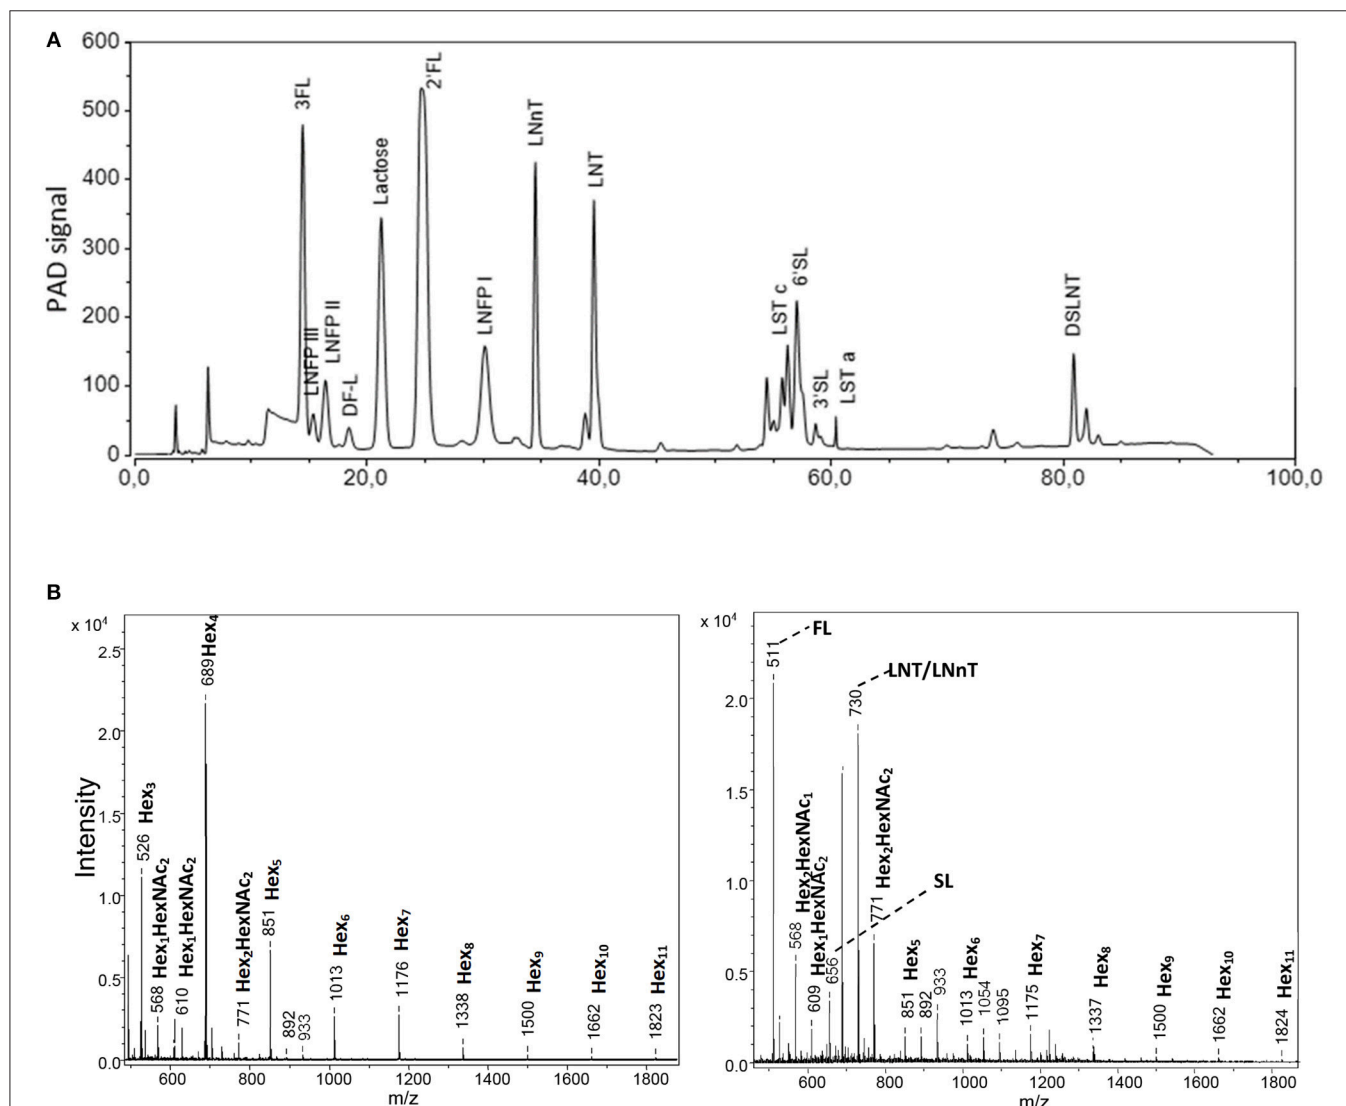 A
600
500
400
300
200
100
0
PAD signal
3FL
LNFP III
LNFP II
DF-L
Lactose
2'FL
LNFP I
LNnT
LNT
LST c
6'SL
3'SL
LST a
DSLNT
0,0
20,0
40,0
60,0
80,0
100,0
B
x 10⁴
2.5
2.0
1.5
1.0
0.5
0.0
Intensity
526 Hex₃
568 Hex₁HexNAc₂
610 Hex₁HexNAc₂
689 Hex₄
771 Hex₂HexNAc₂
851 Hex₅
892
933
1013 Hex₆
1176 Hex₇
1338 Hex₈
1500 Hex₉
1662 Hex₁₀
1823 Hex₁₁
600 800 1000 1200 1400 1600 1800
m/z
x 10⁴
2.0
1.5
1.0
0.5
0.0
511
FL
568 Hex₂HexNAc₁
609 Hex₁HexNAc₂
656
SL
730
LNT/LNnT
771 Hex₂HexNAc₂
851 Hex₅
892
933
1013 Hex₆
1054
1095
1175 Hex₇
1337 Hex₈
1500 Hex₉
1662 Hex₁₀
1824 Hex₁₁
600 800 1000 1200 1400 1600 1800
m/z